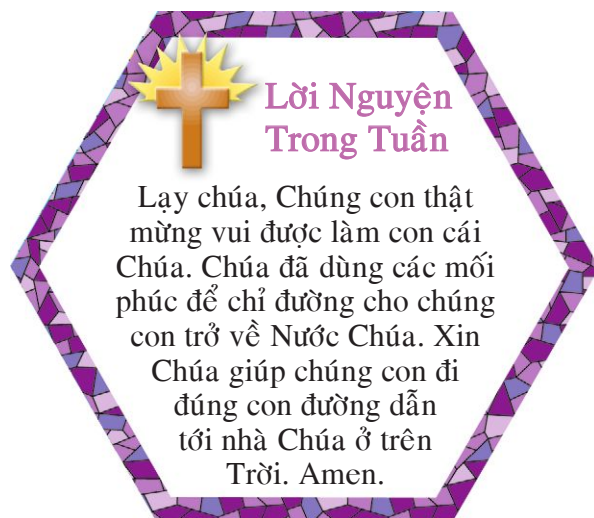 Lời Nguyện
Trong Tuần
Lạy chúa, Chúng con thật
mừng vui được làm con cái
Chúa. Chúa đã dùng các mối
phúc để chỉ đường cho chúng
con trở về Nước Chúa. Xin
Chúa giúp chúng con đi
đúng con đường dẫn
tới nhà Chúa ở trên
Trời. Amen.